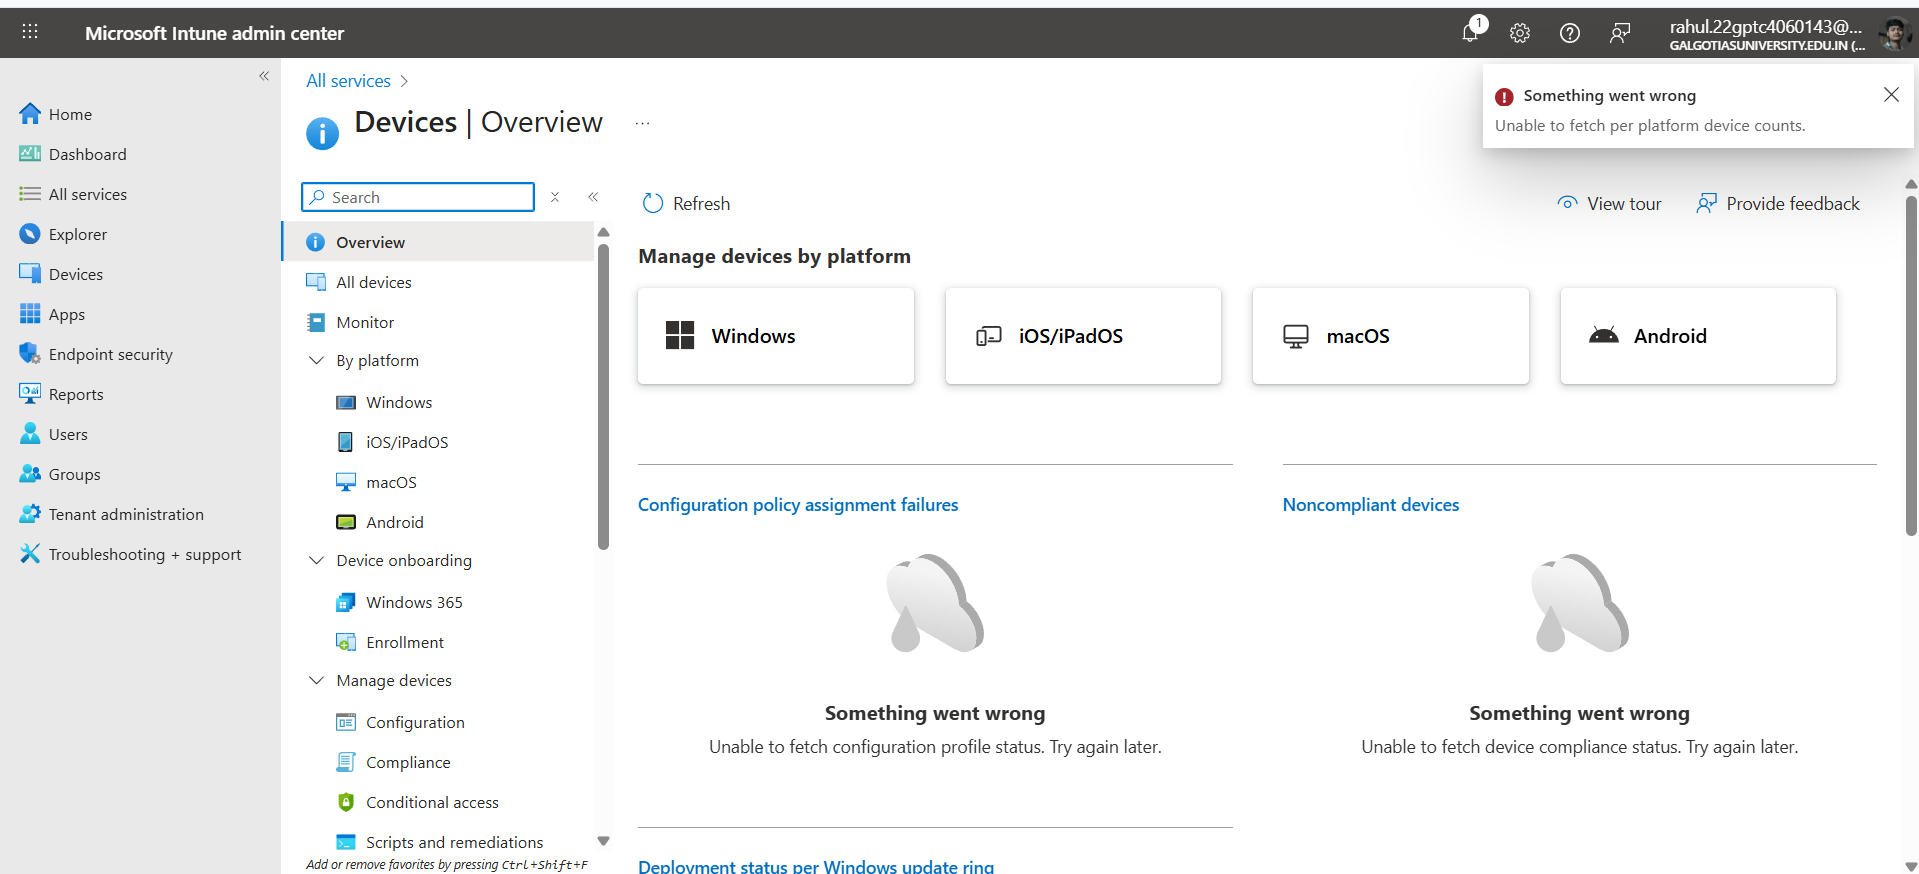 Microsoft Intune admin center
1
rahul.22gptc4060143@...
GALGOTIASUNIVERSITY.EDU.IN (...
Something went wrong
Unable to fetch per platform device counts.
Home
Dashboard
All services
Explorer
Devices
Apps
Endpoint security
Reports
Users
Groups
Tenant administration
Troubleshooting + support
All services
Devices | Overview
...
Search
Overview
All devices
Monitor
By platform
Windows
iOS/iPadOS
macOS
Android
Device onboarding
Windows 365
Enrollment
Manage devices
Configuration
Compliance
Conditional access
Scripts and remediations
Add or remove favorites by pressing Ctrl+Shift+F
Refresh
View tour
Provide feedback
Manage devices by platform
Windows
iOS/iPadOS
macOS
Android
Configuration policy assignment failures
Something went wrong
Unable to fetch configuration profile status. Try again later.
Noncompliant devices
Something went wrong
Unable to fetch device compliance status. Try again later.
Deployment status per Windows update ring